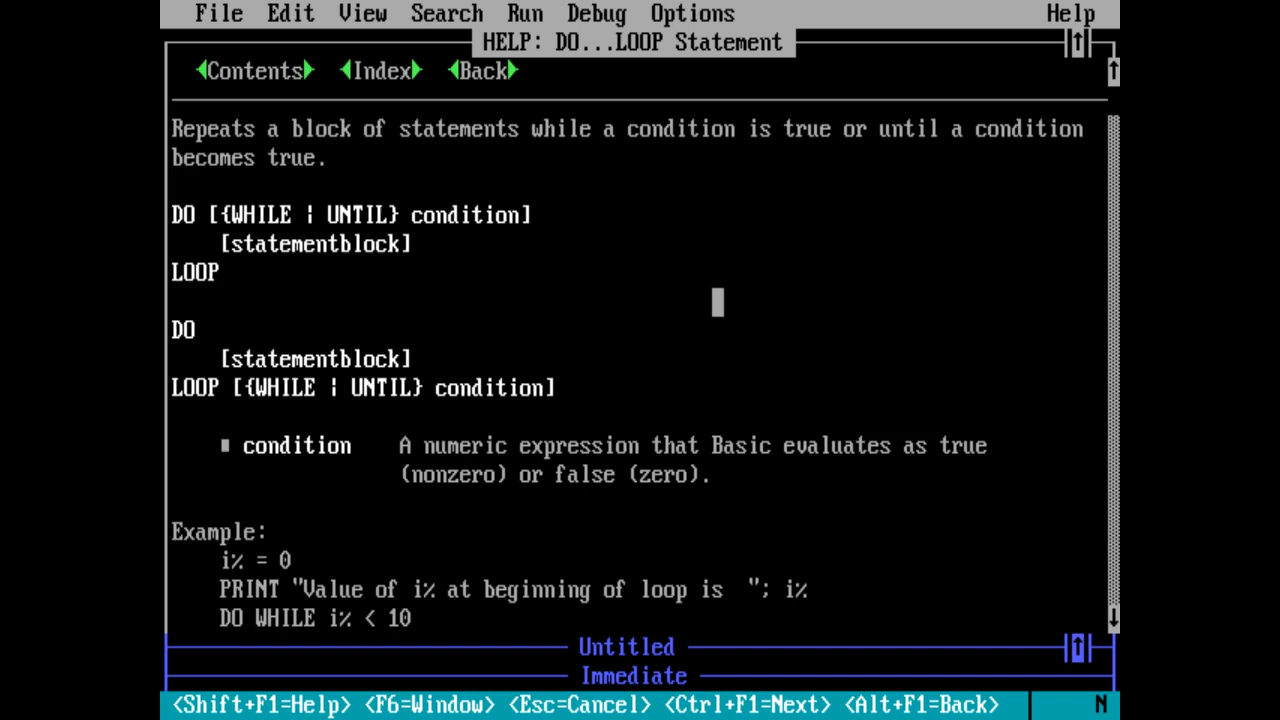 File Edit View Search Run Debug Options Help
HELP: DO...LOOP Statement
◄Contents► ◄Index► ◄Back►
Repeats a block of statements while a condition is true or until a condition
becomes true.
DO [{WHILE | UNTIL} condition]
[statementblock]
LOOP
DO
[statementblock]
LOOP [{WHILE | UNTIL} condition]
■ condition A numeric expression that Basic evaluates as true
(nonzero) or false (zero).
Example:
i% = 0
PRINT "Value of i% at beginning of loop is  "; i%
DO WHILE i% < 10
Untitled
Immediate
<Shift+F1=Help> <F6=Window> <Esc=Cancel> <Ctrl+F1=Next> <Alt+F1=Back> N